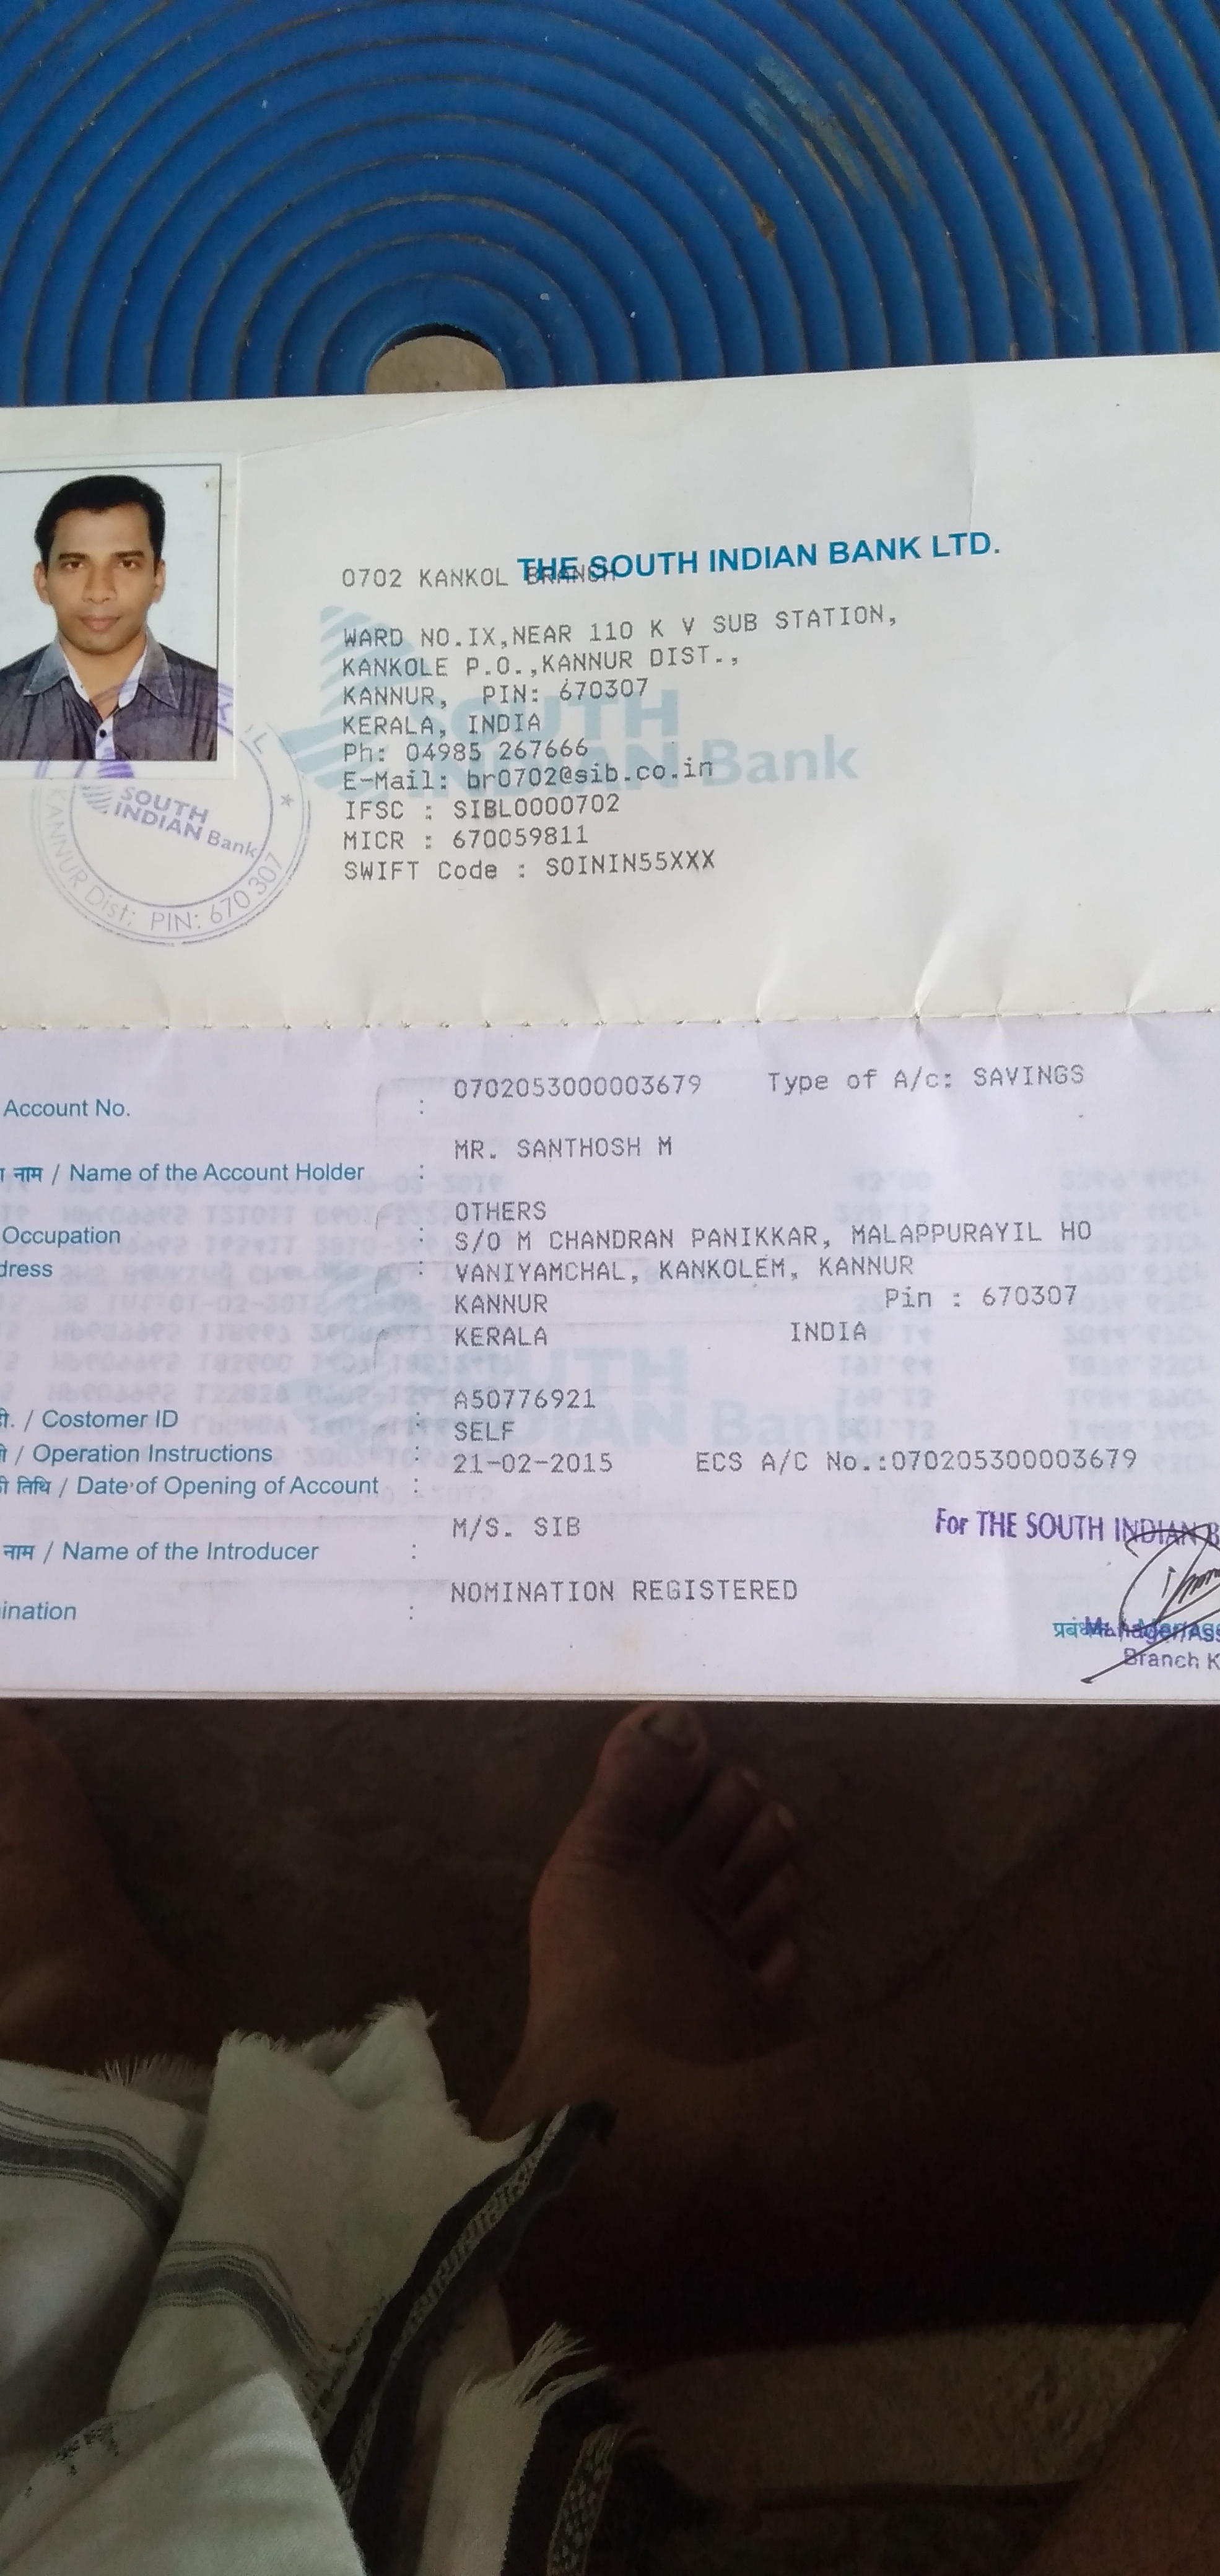 THE SOUTH INDIAN BANK LTD.
0702 KANKOL BRANCH
WARD NO.IX,NEAR 110 K V SUB STATION,
KANKOLE P.O.,KANNUR DIST.,
KANNUR, PIN: 670307
KERALA, INDIA
Ph: 04985 267666
E-Mail: br0702@sib.co.in
IFSC : SIBL0000702
MICR : 670059811
SWIFT Code : SOININ55XXX
SOUTH INDIAN Bank
SOUTH
INDIAN Bank
KANNUR Dist; PIN: 670 307
Account No. : 0702053000003679 Type of A/c: SAVINGS
नाम / Name of the Account Holder : MR. SANTHOSH M
Occupation : OTHERS
dress : S/O M CHANDRAN PANIKKAR, MALAPPURAYIL HO
VANIYAMCHAL, KANKOLEM, KANNUR
KANNUR Pin : 670307
KERALA INDIA
/ Costomer ID : A50776921
/ Operation Instructions : SELF
तिथि / Date of Opening of Account : 21-02-2015 ECS A/C No.:070205300003679
नाम / Name of the Introducer : M/S. SIB
ination : NOMINATION REGISTERED
For THE SOUTH INDIAN B
Manager/Ass
Branch K